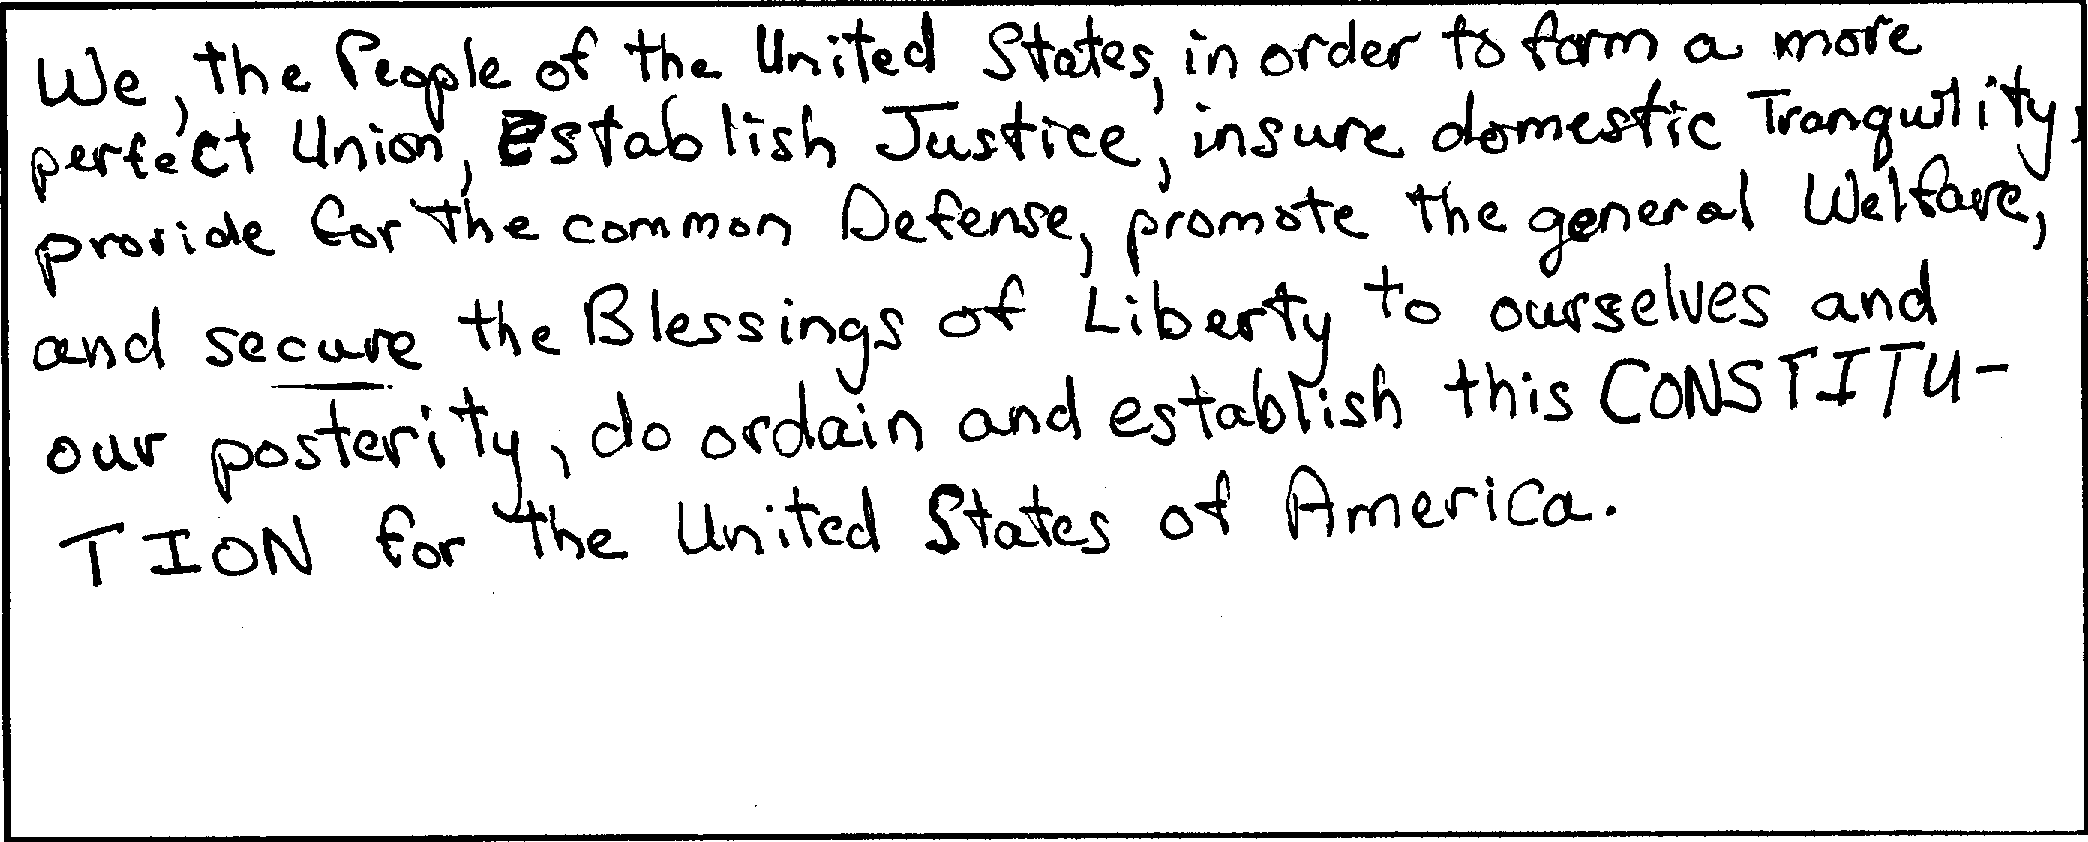 We, the People of the United States, in order to form a more
perfect Union, Establish Justice, insure domestic Tranquility,
provide for the common Defense, promote the general Welfare,
and secure the Blessings of Liberty to ourselves and
our posterity, do ordain and establish this CONSTITU-
TION for the United States of America.